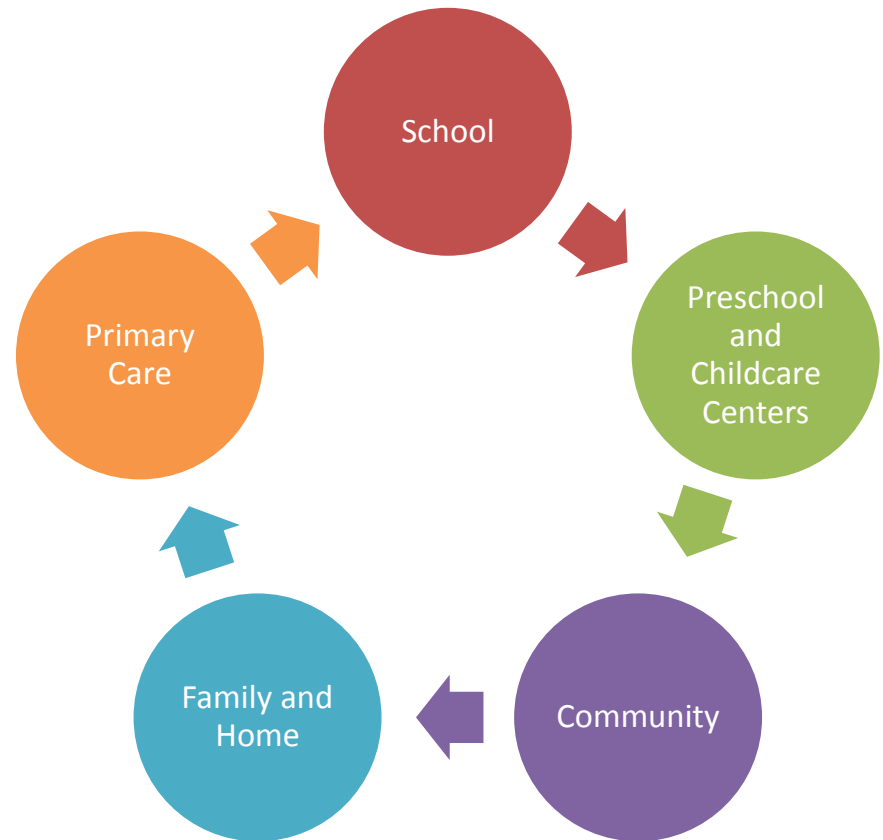 School
Preschool
and
Childcare
Centers
Community
Family and
Home
Primary
Care